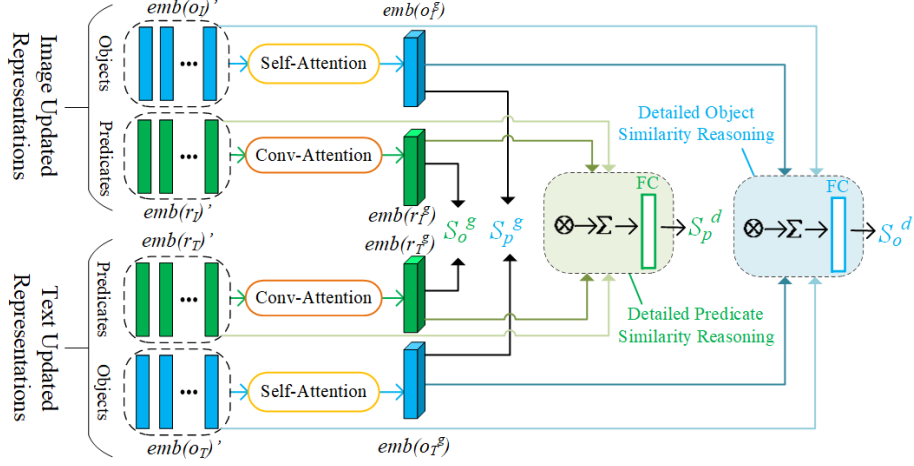 emb(o_I)'
emb(o_I^g)
Image Updated
Representations
Objects
Self-Attention
Predicates
Conv-Attention
emb(r_I)'
emb(r_I^g)
S_o^g
S_p^g
Detailed Object
Similarity Reasoning
FC
⊗→Σ→
S_p^d
FC
⊗→Σ→
S_o^d
Detailed Predicate
Similarity Reasoning
emb(r_T)'
emb(r_T^g)
Text Updated
Representations
Predicates
Conv-Attention
Objects
Self-Attention
emb(o_T)'
emb(o_T^g)